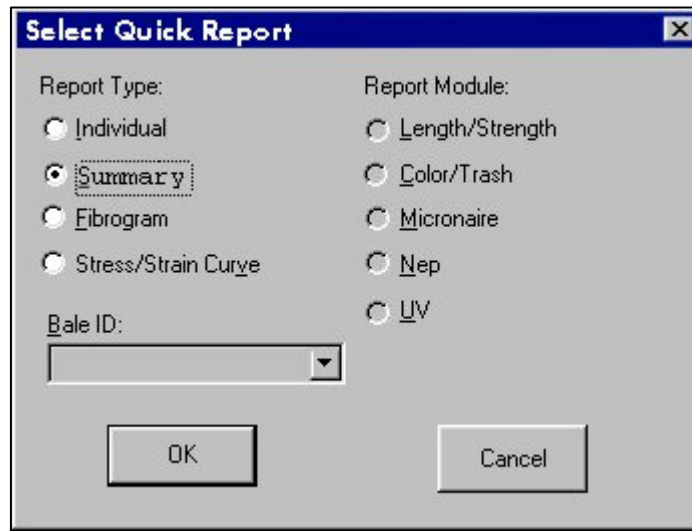 Select Quick Report
Report Type:
Individual
Summary
Fibrogram
Stress/Strain Curve
Bale ID:
Report Module:
Length/Strength
Color/Trash
Micronaire
Nep
UV
OK
Cancel